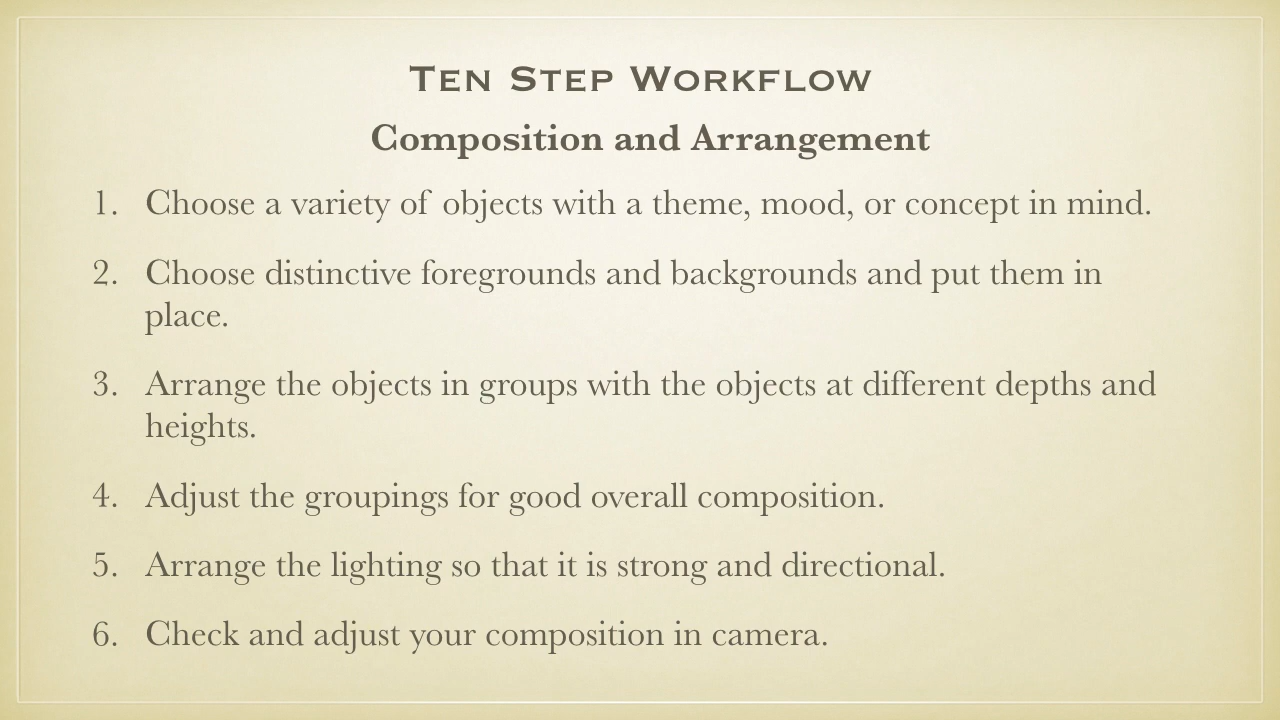 Ten Step Workflow
Composition and Arrangement
1. Choose a variety of objects with a theme, mood, or concept in mind.
2. Choose distinctive foregrounds and backgrounds and put them in
place.
3. Arrange the objects in groups with the objects at different depths and
heights.
4. Adjust the groupings for good overall composition.
5. Arrange the lighting so that it is strong and directional.
6. Check and adjust your composition in camera.